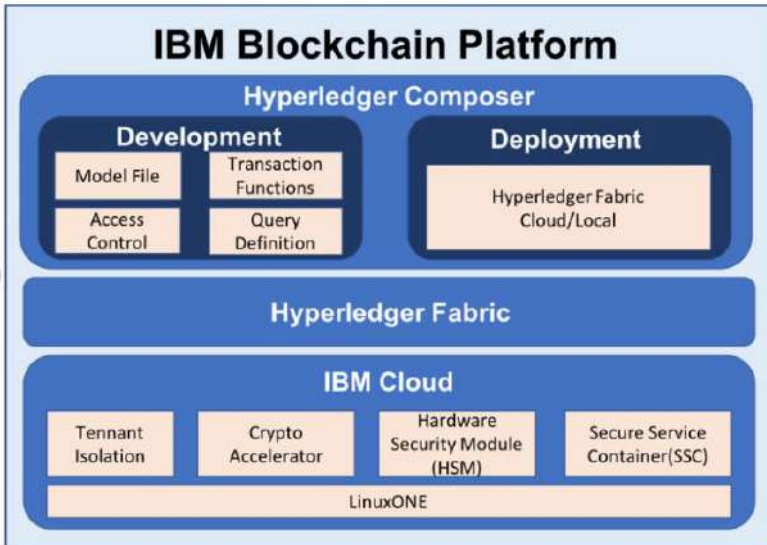 IBM Blockchain Platform
Hyperledger Composer
Development
Model File
Transaction
Functions
Access
Control
Query
Definition
Deployment
Hyperledger Fabric
Cloud/Local
Hyperledger Fabric
IBM Cloud
Tennant
Isolation
Crypto
Accelerator
Hardware
Security Module
(HSM)
Secure Service
Container(SSC)
LinuxONE